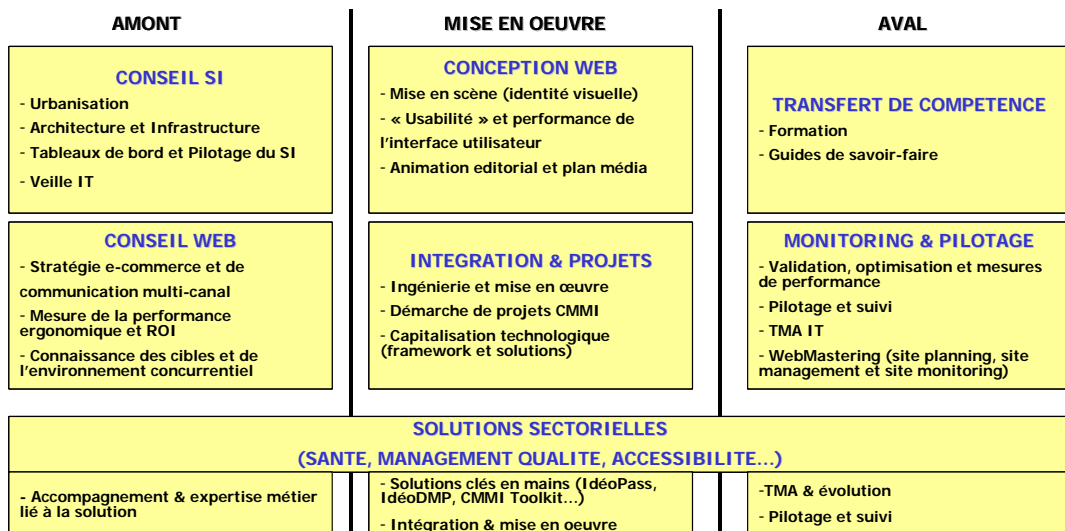 AMONT
CONSEIL SI
- Urbanisation
- Architecture et Infrastructure
- Tableaux de bord et Pilotage du SI
- Veille IT
CONSEIL WEB
- Stratégie e-commerce et de
communication multi-canal
- Mesure de la performance
ergonomique et ROI
- Connaissance des cibles et de
l'environnement concurrentiel
MISE EN OEUVRE
CONCEPTION WEB
- Mise en scène (identité visuelle)
- « Usabilité » et performance de
l'interface utilisateur
- Animation editorial et plan média
INTEGRATION & PROJETS
- Ingénierie et mise en œuvre
- Démarche de projets CMMI
- Capitalisation technologique
(framework et solutions)
AVAL
TRANSFERT DE COMPETENCE
- Formation
- Guides de savoir-faire
MONITORING & PILOTAGE
- Validation, optimisation et mesures
de performance
- Pilotage et suivi
- TMA IT
- WebMastering (site planning, site
management et site monitoring)
SOLUTIONS SECTORIELLES
(SANTE, MANAGEMENT QUALITE, ACCESSIBILITE...)
- Accompagnement & expertise métier
lié à la solution
- Solutions clés en mains (IdéoPass,
IdéoDMP, CMMI Toolkit...)
- Intégration & mise en oeuvre
-TMA & évolution
- Pilotage et suivi